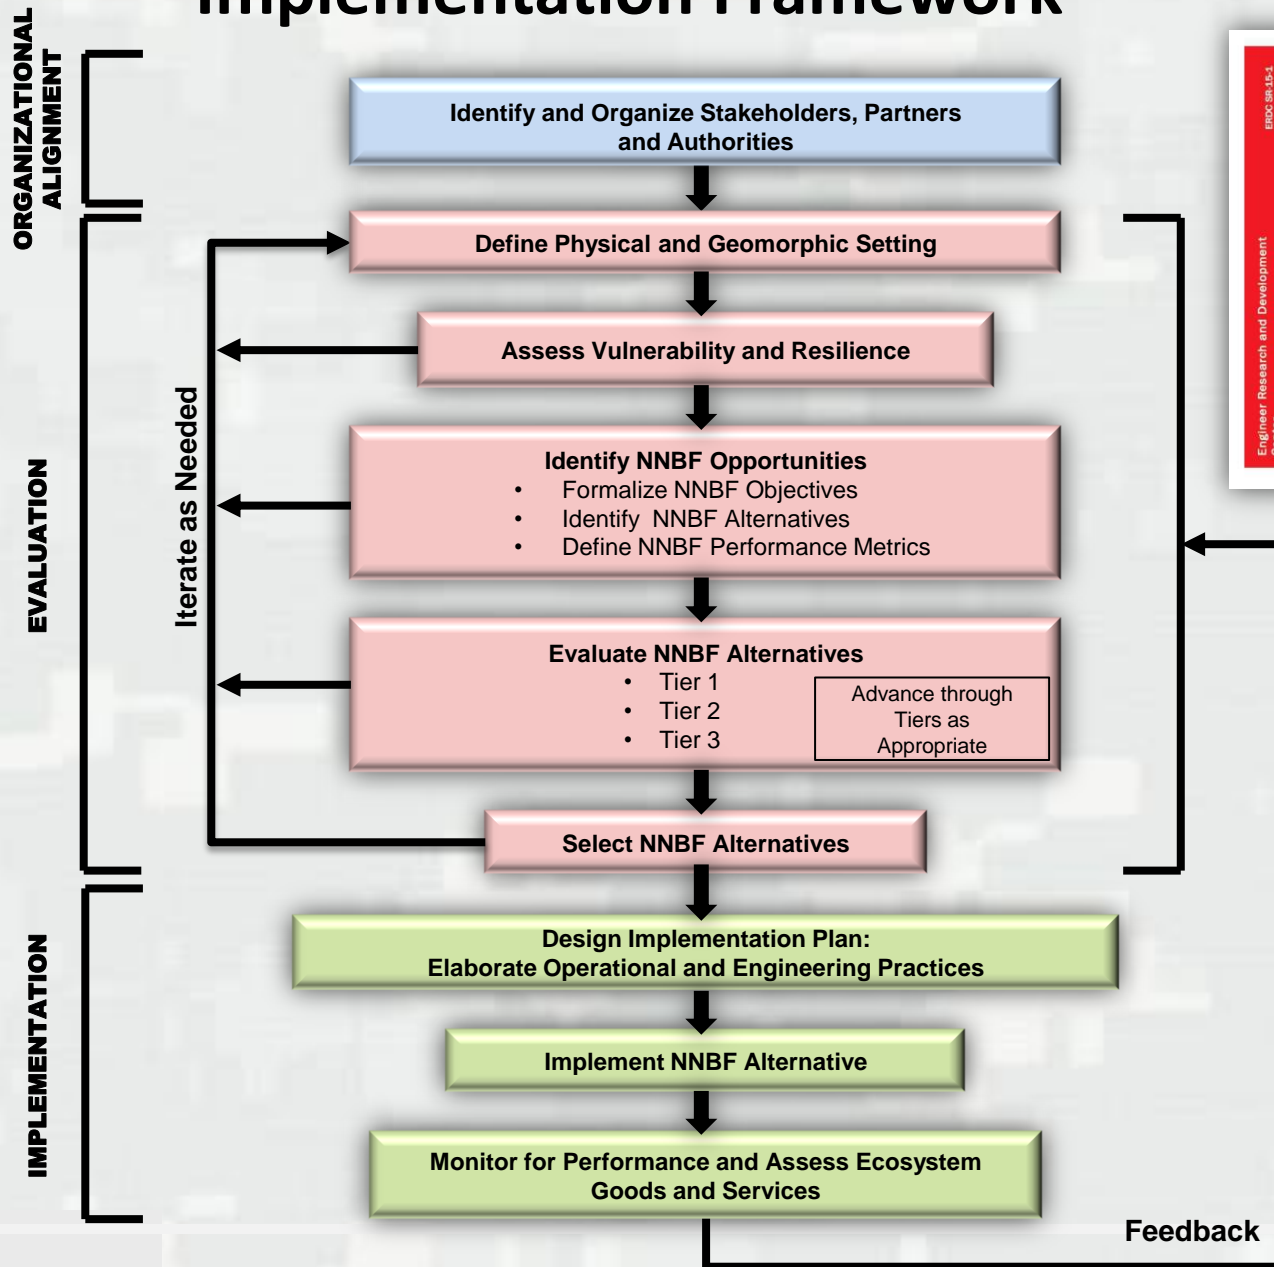 Implementation Framework
ORGANIZATIONAL
ALIGNMENT
Identify and Organize Stakeholders, Partners
and Authorities
ERDC SR-15-1
Engineer Research and Development
Define Physical and Geomorphic Setting
Assess Vulnerability and Resilience
EVALUATION
Iterate as Needed
Identify NNBF Opportunities
• Formalize NNBF Objectives
• Identify NNBF Alternatives
• Define NNBF Performance Metrics
Evaluate NNBF Alternatives
• Tier 1
• Tier 2
• Tier 3
Advance through
Tiers as
Appropriate
Select NNBF Alternatives
IMPLEMENTATION
Design Implementation Plan:
Elaborate Operational and Engineering Practices
Implement NNBF Alternative
Monitor for Performance and Assess Ecosystem
Goods and Services
Feedback